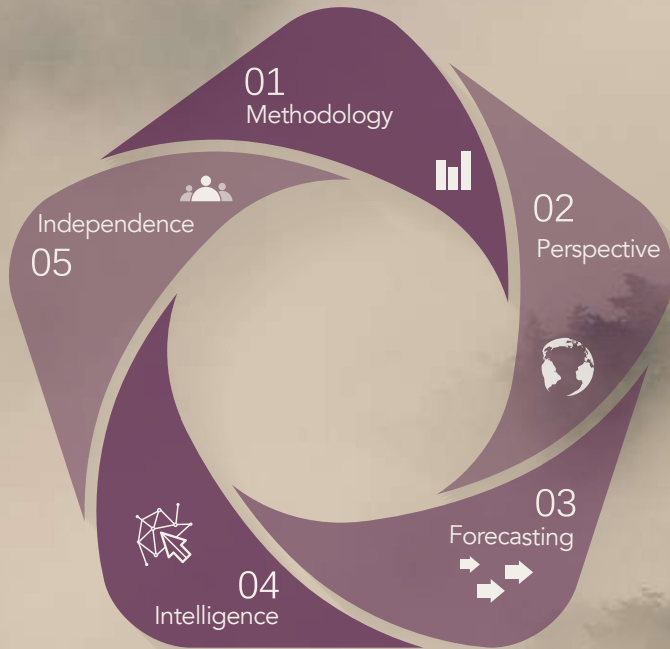 01
Methodology
02
Perspective
03
Forecasting
04
Intelligence
Independence
05